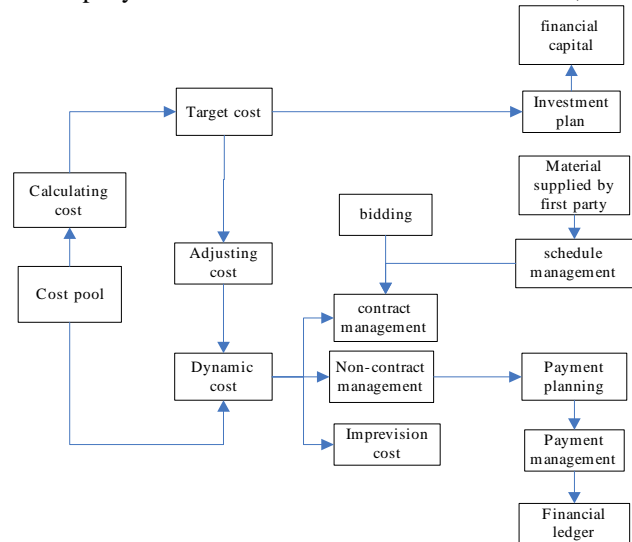 financial
capital
Target cost
Investment
plan
Calculating
cost
bidding
Material
supplied by
first party
Adjusting
cost
schedule
management
Cost pool
contract
management
Dynamic
cost
Non-contract
management
Payment
planning
Imprevision
cost
Payment
management
Financial
ledger